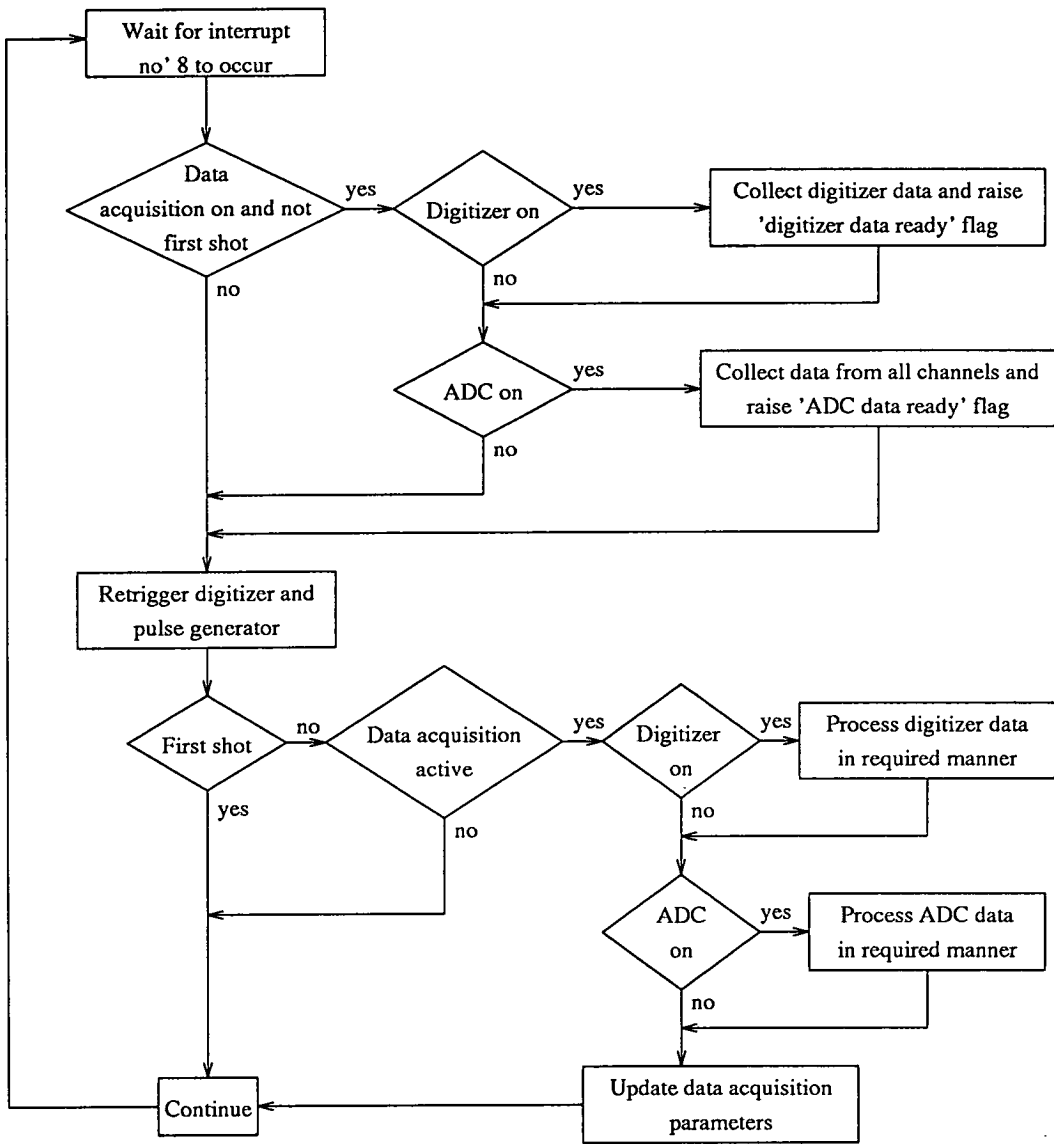 Wait for interrupt
no' 8 to occur
Data
acquisition on and not
first shot
yes
no
Digitizer on
yes
no
Collect digitizer data and raise
'digitizer data ready' flag
ADC on
yes
no
Collect data from all channels and
raise 'ADC data ready' flag
Retrigger digitizer and
pulse generator
First shot
no
yes
Data acquisition
active
yes
no
Digitizer
on
yes
no
Process digitizer data
in required manner
ADC
on
yes
no
Process ADC data
in required manner
Update data acquisition
parameters
Continue